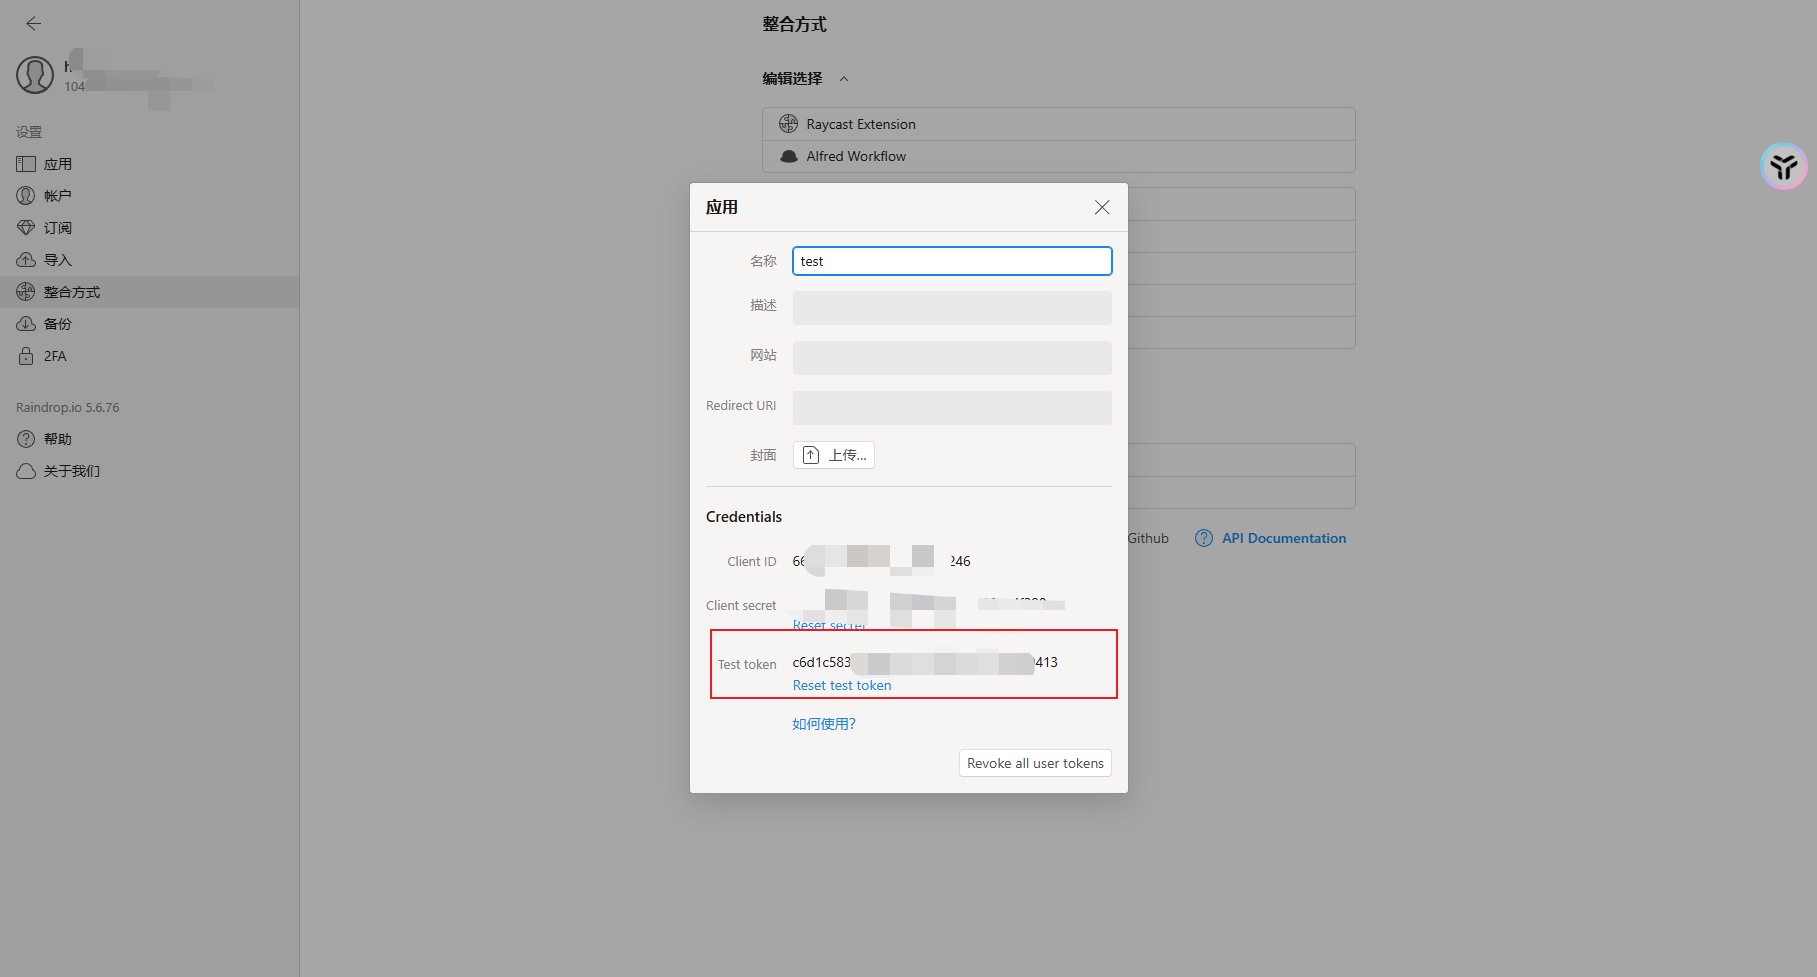 整合方式
编辑选择
104
设置
应用
帐户
订阅
导入
整合方式
备份
2FA
Raindrop.io 5.6.76
帮助
关于我们
Raycast Extension
Alfred Workflow
应用
名称 test
描述
网站
Redirect URI
封面 上传...
Credentials
Client ID 66 246
Client secret
Reset secret
Test token c6d1c583 413
Reset test token
如何使用?
Revoke all user tokens
Github API Documentation